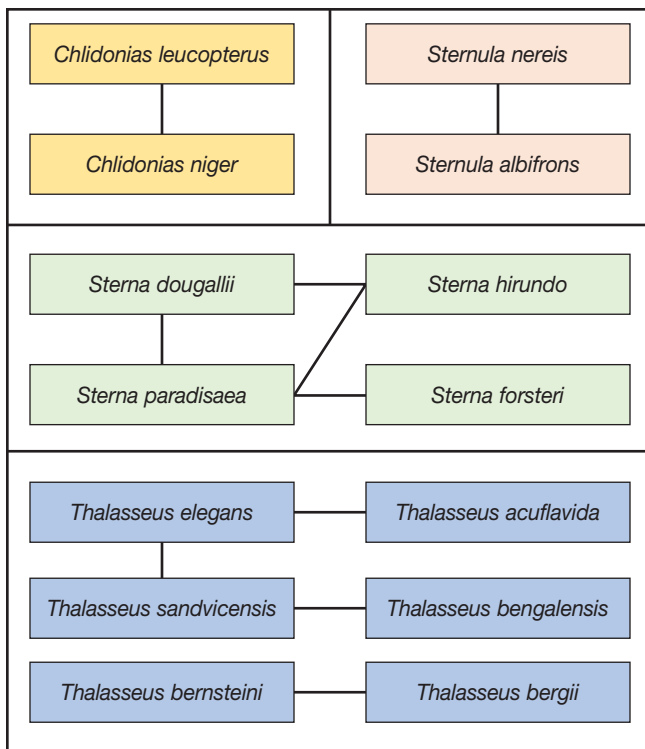 Chlidonias leucopterus
Sternula nereis
Chlidonias niger
Sternula albifrons
Sterna dougallii
Sterna hirundo
Sterna paradisaea
Sterna forsteri
Thalasseus elegans
Thalasseus acuflavida
Thalasseus sandvicensis
Thalasseus bengalensis
Thalasseus bernsteini
Thalasseus bergii